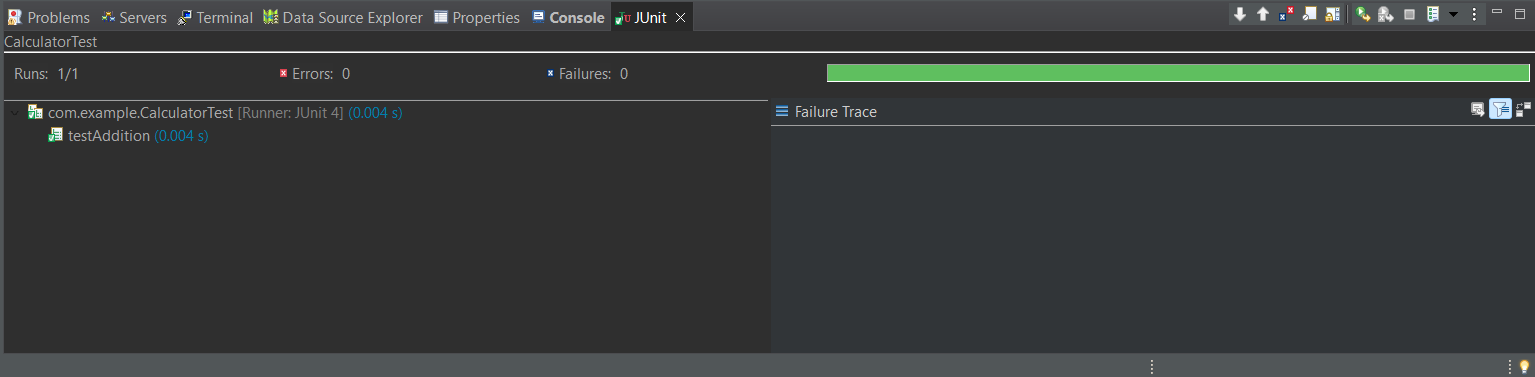 Problems Servers Terminal Data Source Explorer Properties Console JUnit
CalculatorTest
Runs: 1/1 Errors: 0 Failures: 0
com.example.CalculatorTest [Runner: JUnit 4] (0.004 s)
Failure Trace
testAddition (0.004 s)